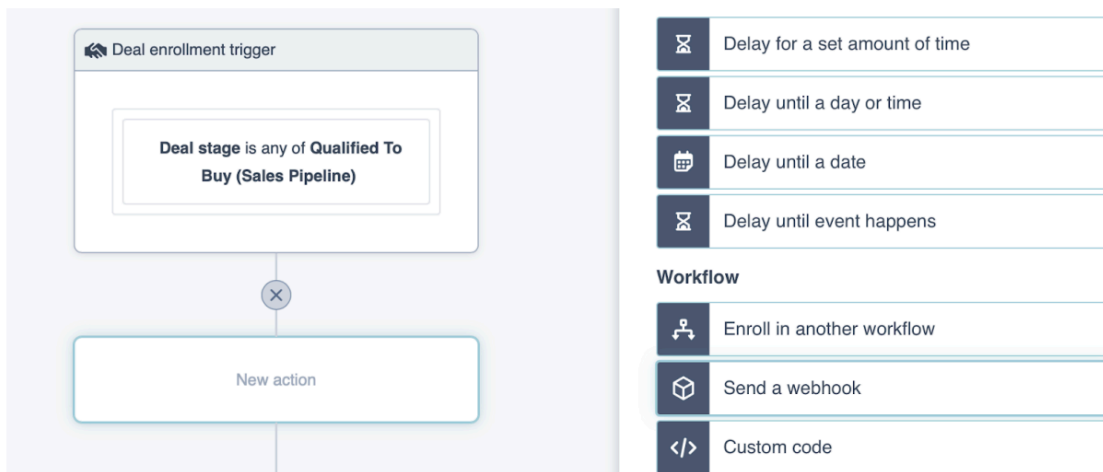 Deal enrollment trigger
Deal stage is any of Qualified To
Buy (Sales Pipeline)
New action
Delay for a set amount of time
Delay until a day or time
Delay until a date
Delay until event happens
Workflow
Enroll in another workflow
Send a webhook
Custom code